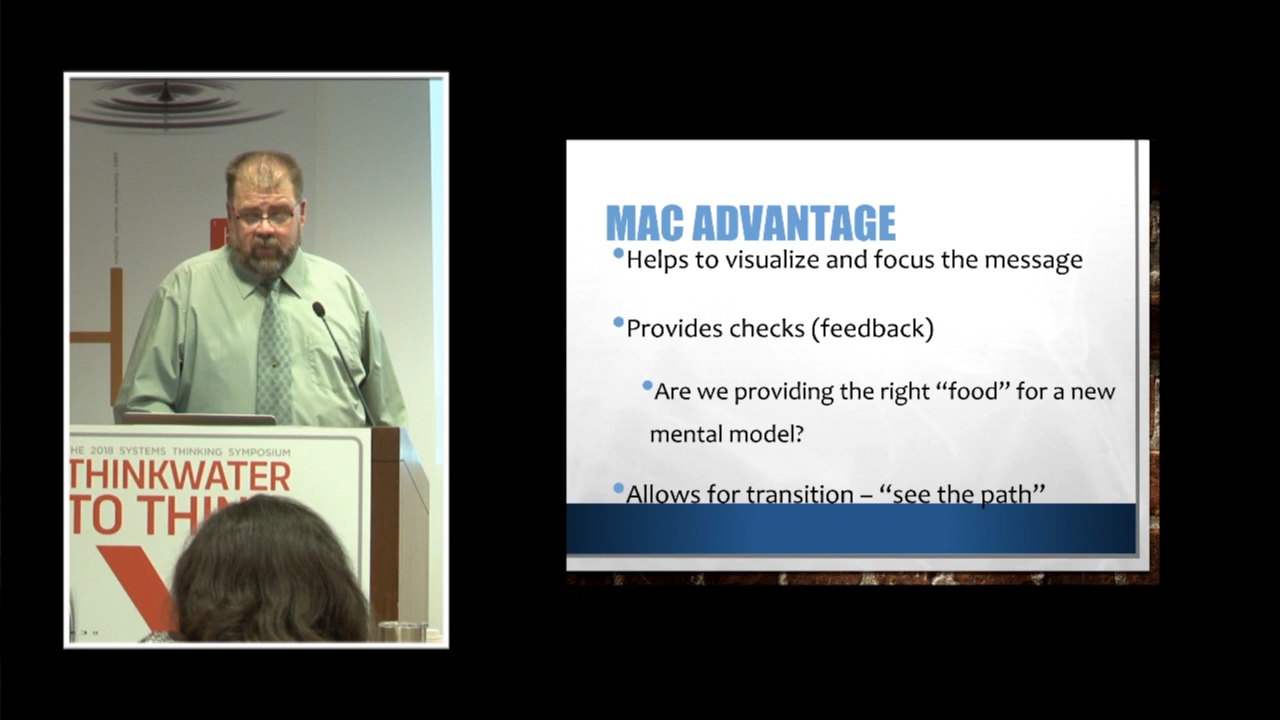 HE 2018 SYSTEMS THINKING SYMPOSIUM
THINKWATER
TO THIN
MAC ADVANTAGE
•Helps to visualize and focus the message
•Provides checks (feedback)
•Are we providing the right “food” for a new
mental model?
•Allows for transition – “see the path”